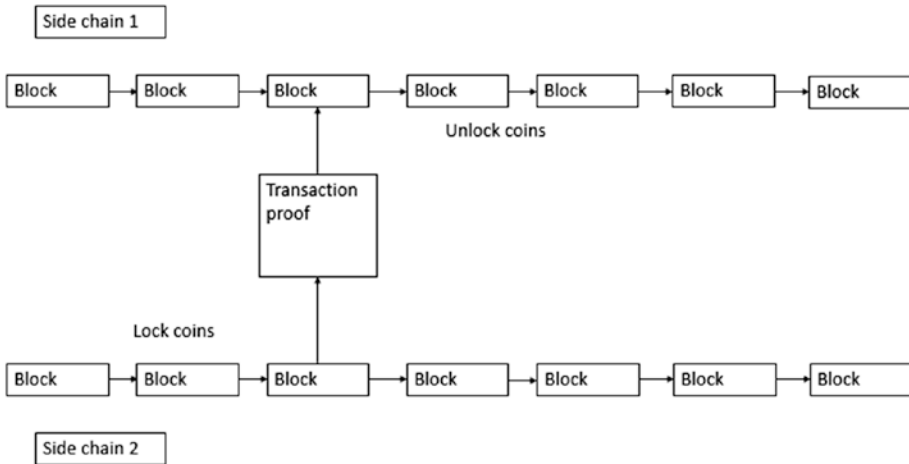 Side chain 1
Block Block Block Block Block Block Block
Unlock coins
Transaction
proof
Lock coins
Block Block Block Block Block Block Block
Side chain 2